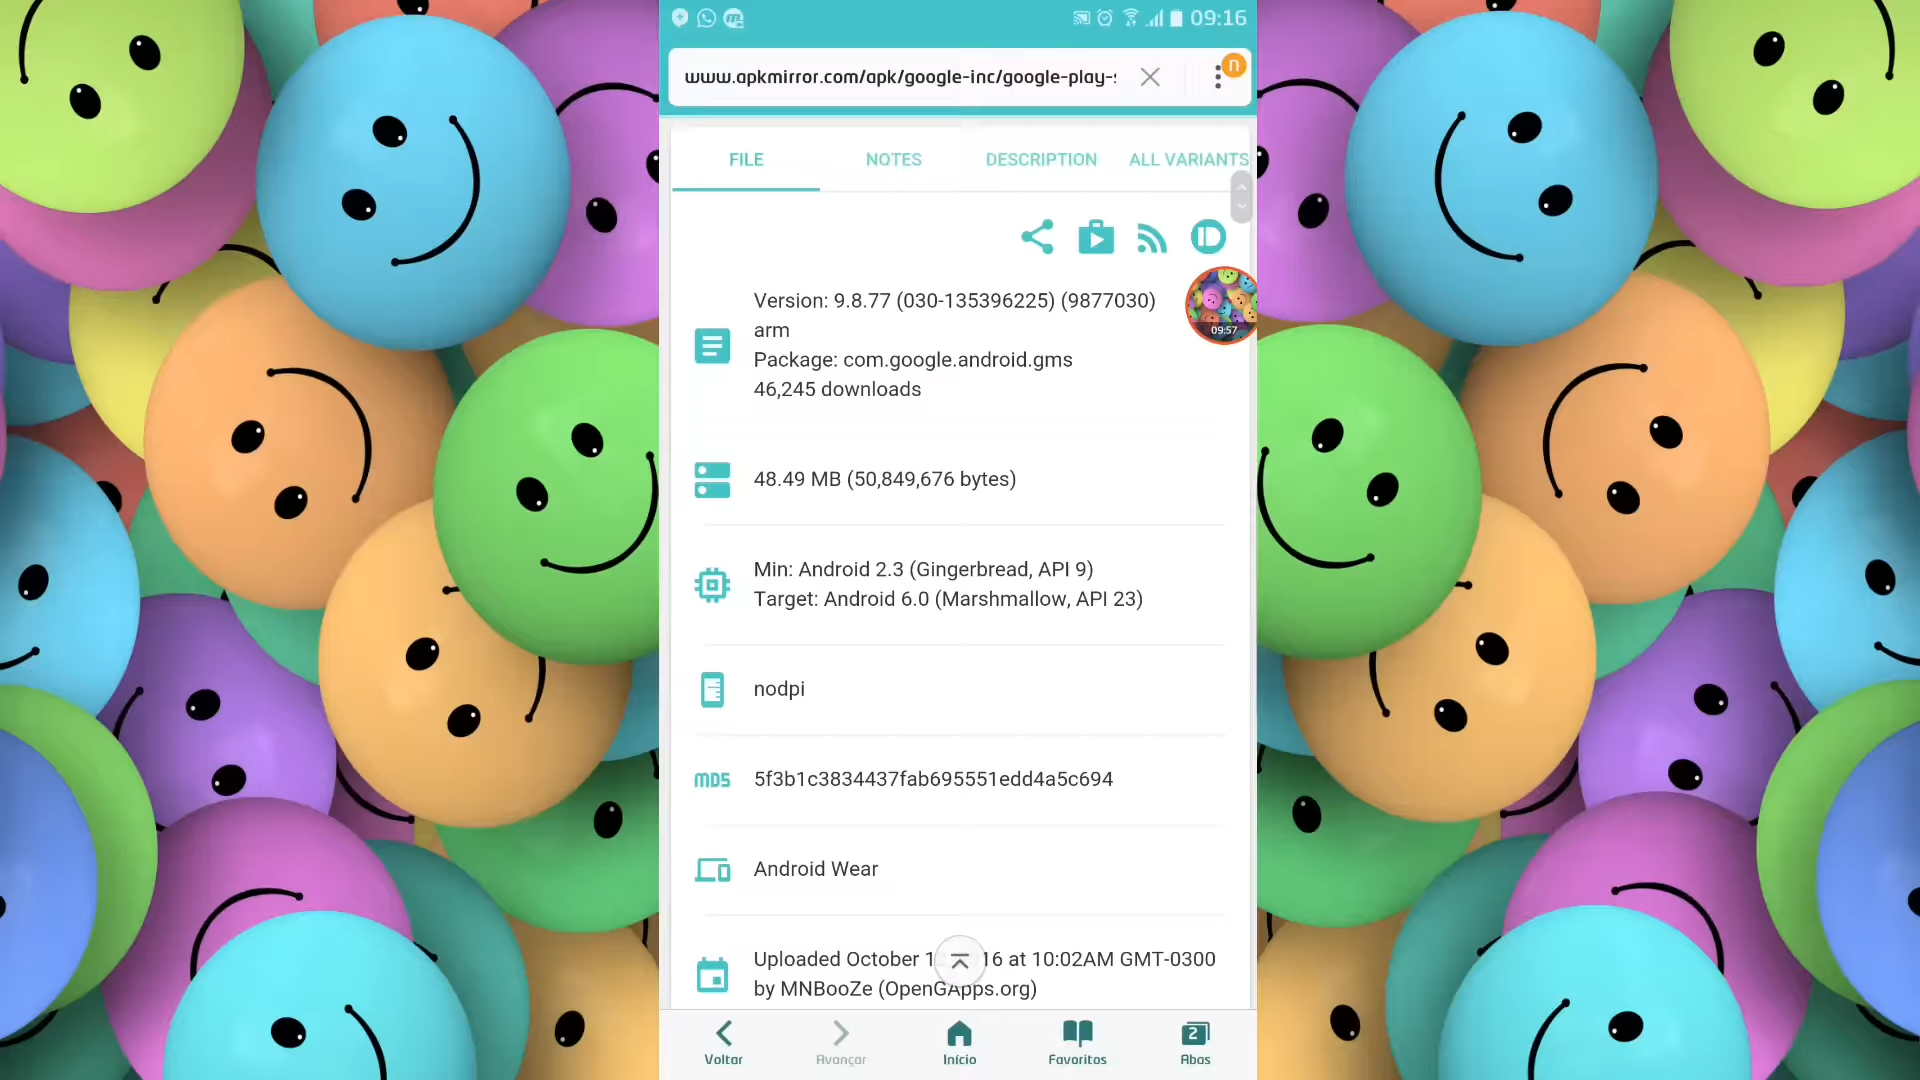 09:16
www.apkmirror.com/apk/google-inc/google-play-
n
FILE NOTES DESCRIPTION ALL VARIANTS
09:57
Version: 9.8.77 (030-135396225) (9877030)
arm
Package: com.google.android.gms
46,245 downloads
48.49 MB (50,849,676 bytes)
Min: Android 2.3 (Gingerbread, API 9)
Target: Android 6.0 (Marshmallow, API 23)
nodpi
MD5 5f3b1c3834437fab695551edd4a5c694
Android Wear
Uploaded October 16 at 10:02AM GMT-0300
by MNBooZe (OpenGApps.org)
2
Voltar Avançar Início Favoritos Abas